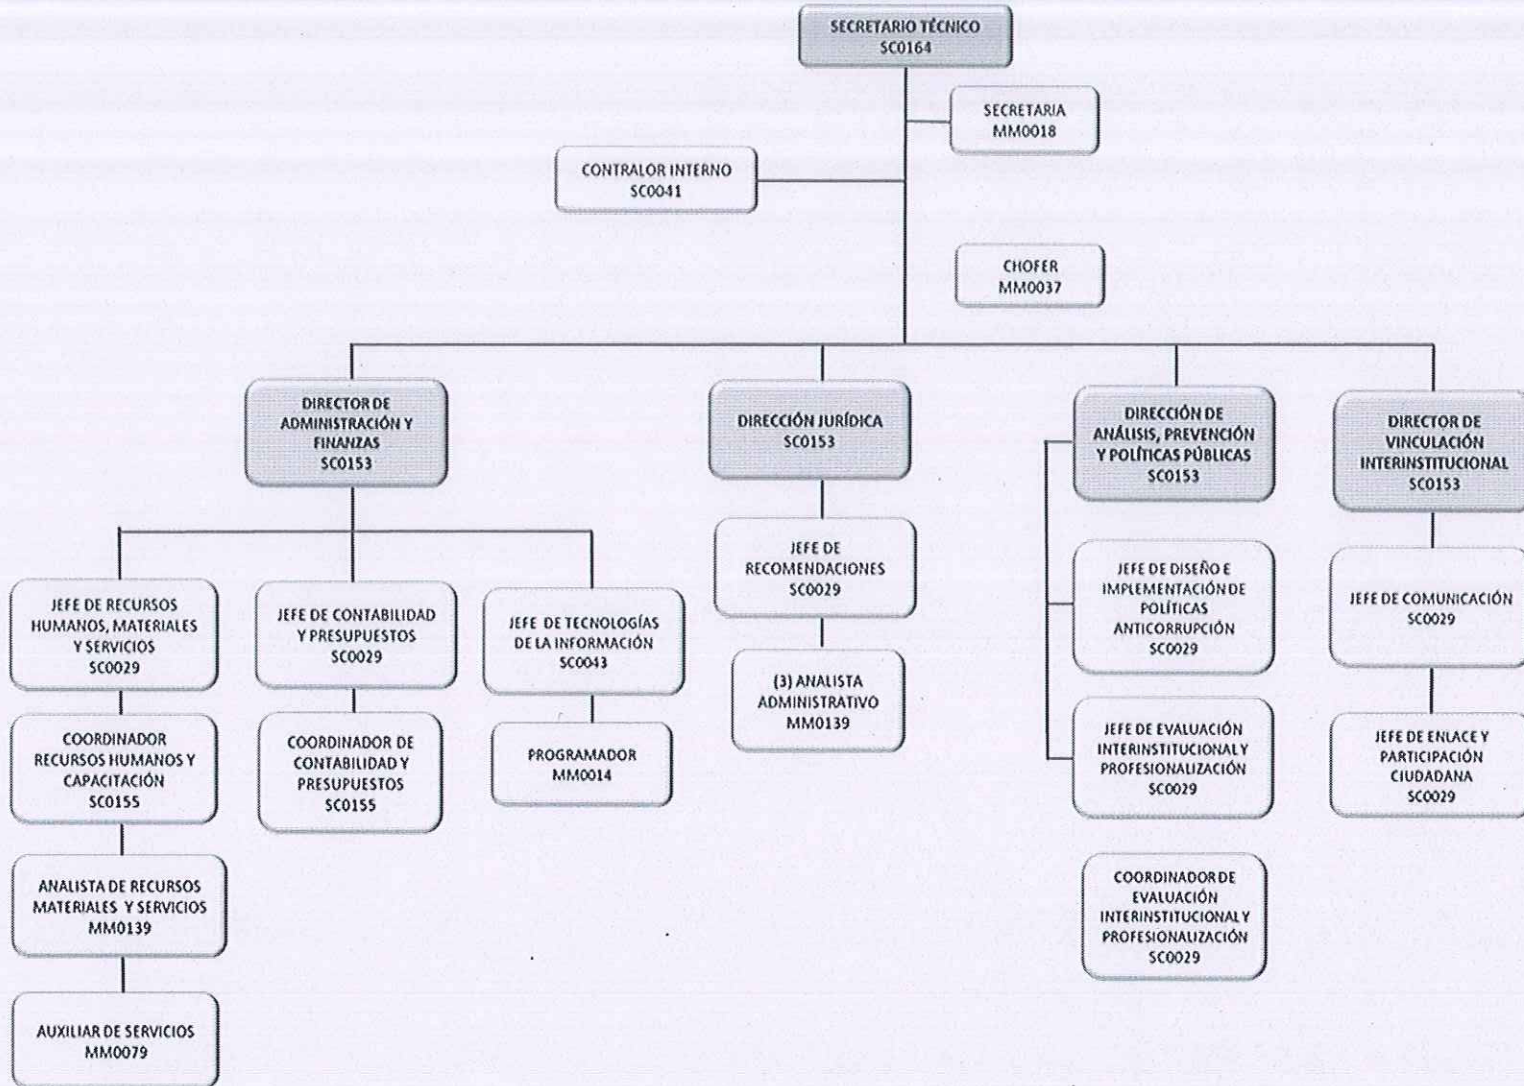 SECRETARIO TÉCNICO
SC0164
SECRETARIA
MM0018
CONTRALOR INTERNO
SC0041
CHOFER
MM0037
DIRECTOR DE
ADMINISTRACIÓN Y
FINANZAS
SC0153
DIRECCIÓN JURÍDICA
SC0153
DIRECCIÓN DE
ANÁLISIS, PREVENCIÓN
Y POLÍTICAS PÚBLICAS
SC0153
DIRECTOR DE
VINCULACIÓN
INTERINSTITUCIONAL
SC0153
JEFE DE RECURSOS
HUMANOS, MATERIALES
Y SERVICIOS
SC0029
JEFE DE CONTABILIDAD
Y PRESUPUESTOS
SC0029
JEFE DE TECNOLOGÍAS
DE LA INFORMACIÓN
SC0043
JEFE DE
RECOMENDACIONES
SC0029
JEFE DE DISEÑO E
IMPLEMENTACIÓN DE
POLÍTICAS
ANTICORRUPCIÓN
SC0029
JEFE DE COMUNICACIÓN
SC0029
COORDINADOR
RECURSOS HUMANOS Y
CAPACITACIÓN
SC0155
COORDINADOR DE
CONTABILIDAD Y
PRESUPUESTOS
SC0155
PROGRAMADOR
MM0014
(3) ANALISTA
ADMINISTRATIVO
MM0139
JEFE DE EVALUACIÓN
INTERINSTITUCIONAL Y
PROFESIONALIZACIÓN
SC0029
JEFE DE ENLACE Y
PARTICIPACIÓN
CIUDADANA
SC0029
ANALISTA DE RECURSOS
MATERIALES Y SERVICIOS
MM0139
COORDINADOR DE
EVALUACIÓN
INTERINSTITUCIONAL Y
PROFESIONALIZACIÓN
SC0029
AUXILIAR DE SERVICIOS
MM0079